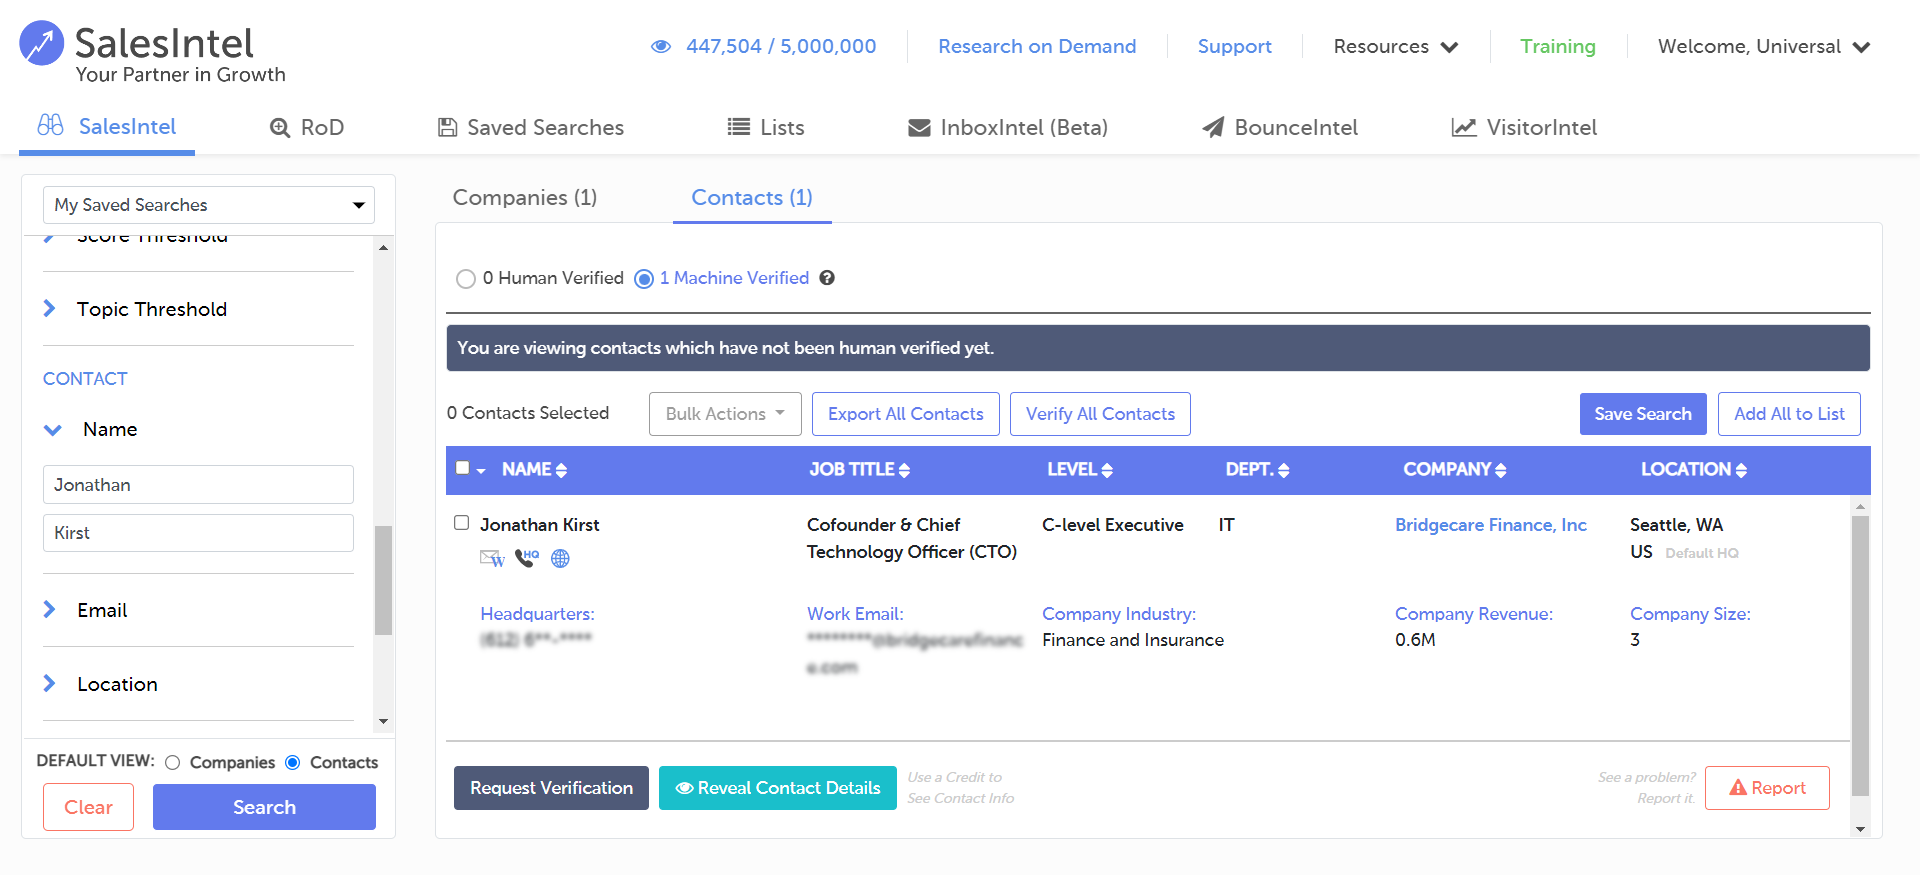 SalesIntel
Your Partner in Growth
447,504 / 5,000,000
Research on Demand
Support
Resources
Training
Welcome, Universal
SalesIntel
RoD
Saved Searches
Lists
InboxIntel (Beta)
BounceIntel
VisitorIntel
My Saved Searches
Score Threshold
Topic Threshold
CONTACT
Name
Jonathan
Kirst
Email
Location
DEFAULT VIEW: Companies Contacts
Clear
Search
Companies (1)
Contacts (1)
0 Human Verified
1 Machine Verified
You are viewing contacts which have not been human verified yet.
0 Contacts Selected
Bulk Actions
Export All Contacts
Verify All Contacts
Save Search
Add All to List
NAME
JOB TITLE
LEVEL
DEPT.
COMPANY
LOCATION
Jonathan Kirst
Cofounder & Chief
Technology Officer (CTO)
C-level Executive
IT
Bridgecare Finance, Inc
Seattle, WA
US Default HQ
W
HQ
Headquarters:
(612) 6**-****
Work Email:
********@bridgecarefinanc
e.com
Company Industry:
Finance and Insurance
Company Revenue:
0.6M
Company Size:
3
Request Verification
Reveal Contact Details
Use a Credit to
See Contact Info
See a problem?
Report it.
Report